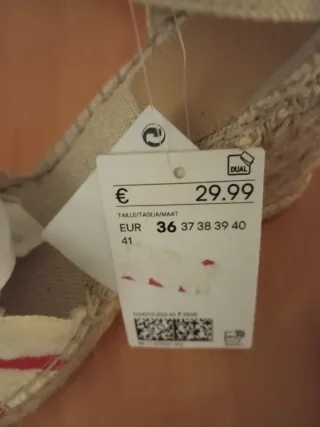 DUAL
€ 29.99
TAILLE/TAGLIA/MAAT
EUR 36 37 38 39 40
41